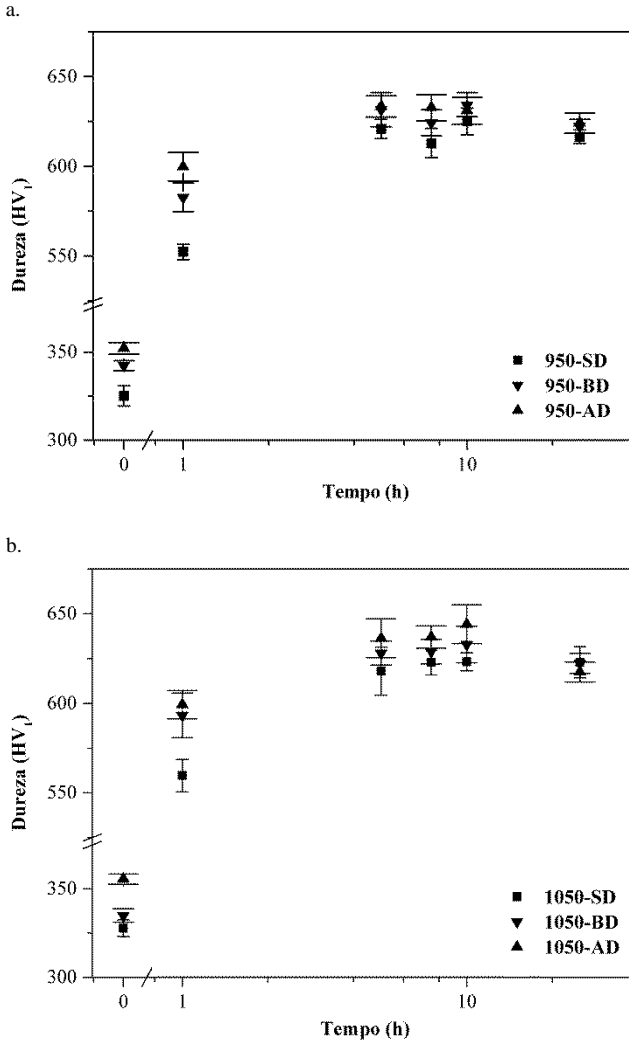 a.
650
600
550
350
300
Dureza (HV₁)
950-SD
950-BD
950-AD
0
1
10
Tempo (h)
b.
650
600
550
350
300
Dureza (HV₁)
1050-SD
1050-BD
1050-AD
0
1
10
Tempo (h)